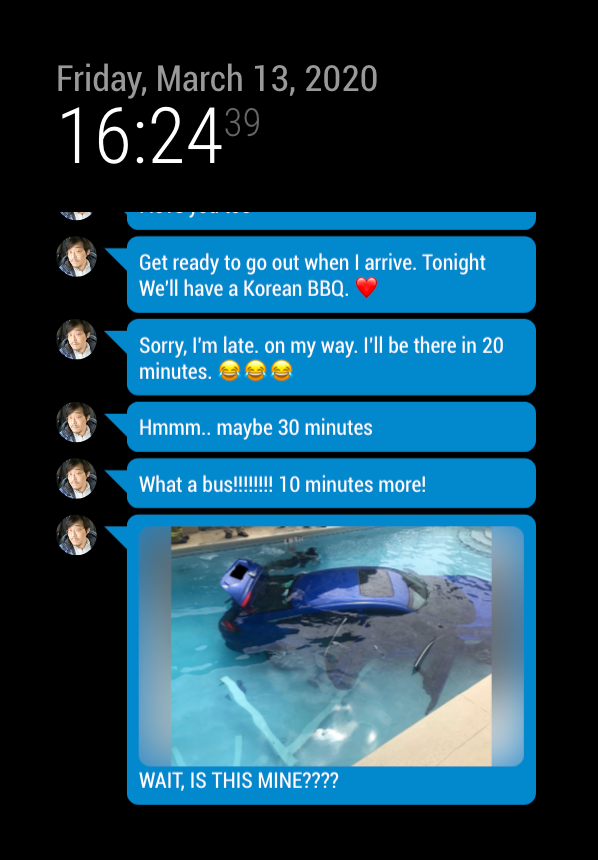 Friday, March 13, 2020
16:24 39
Get ready to go out when I arrive. Tonight
We'll have a Korean BBQ. ❤️
Sorry, I'm late. on my way. I'll be there in 20
minutes. 😂😂😂
Hmmm.. maybe 30 minutes
What a bus!!!!!!!! 10 minutes more!
WAIT, IS THIS MINE????